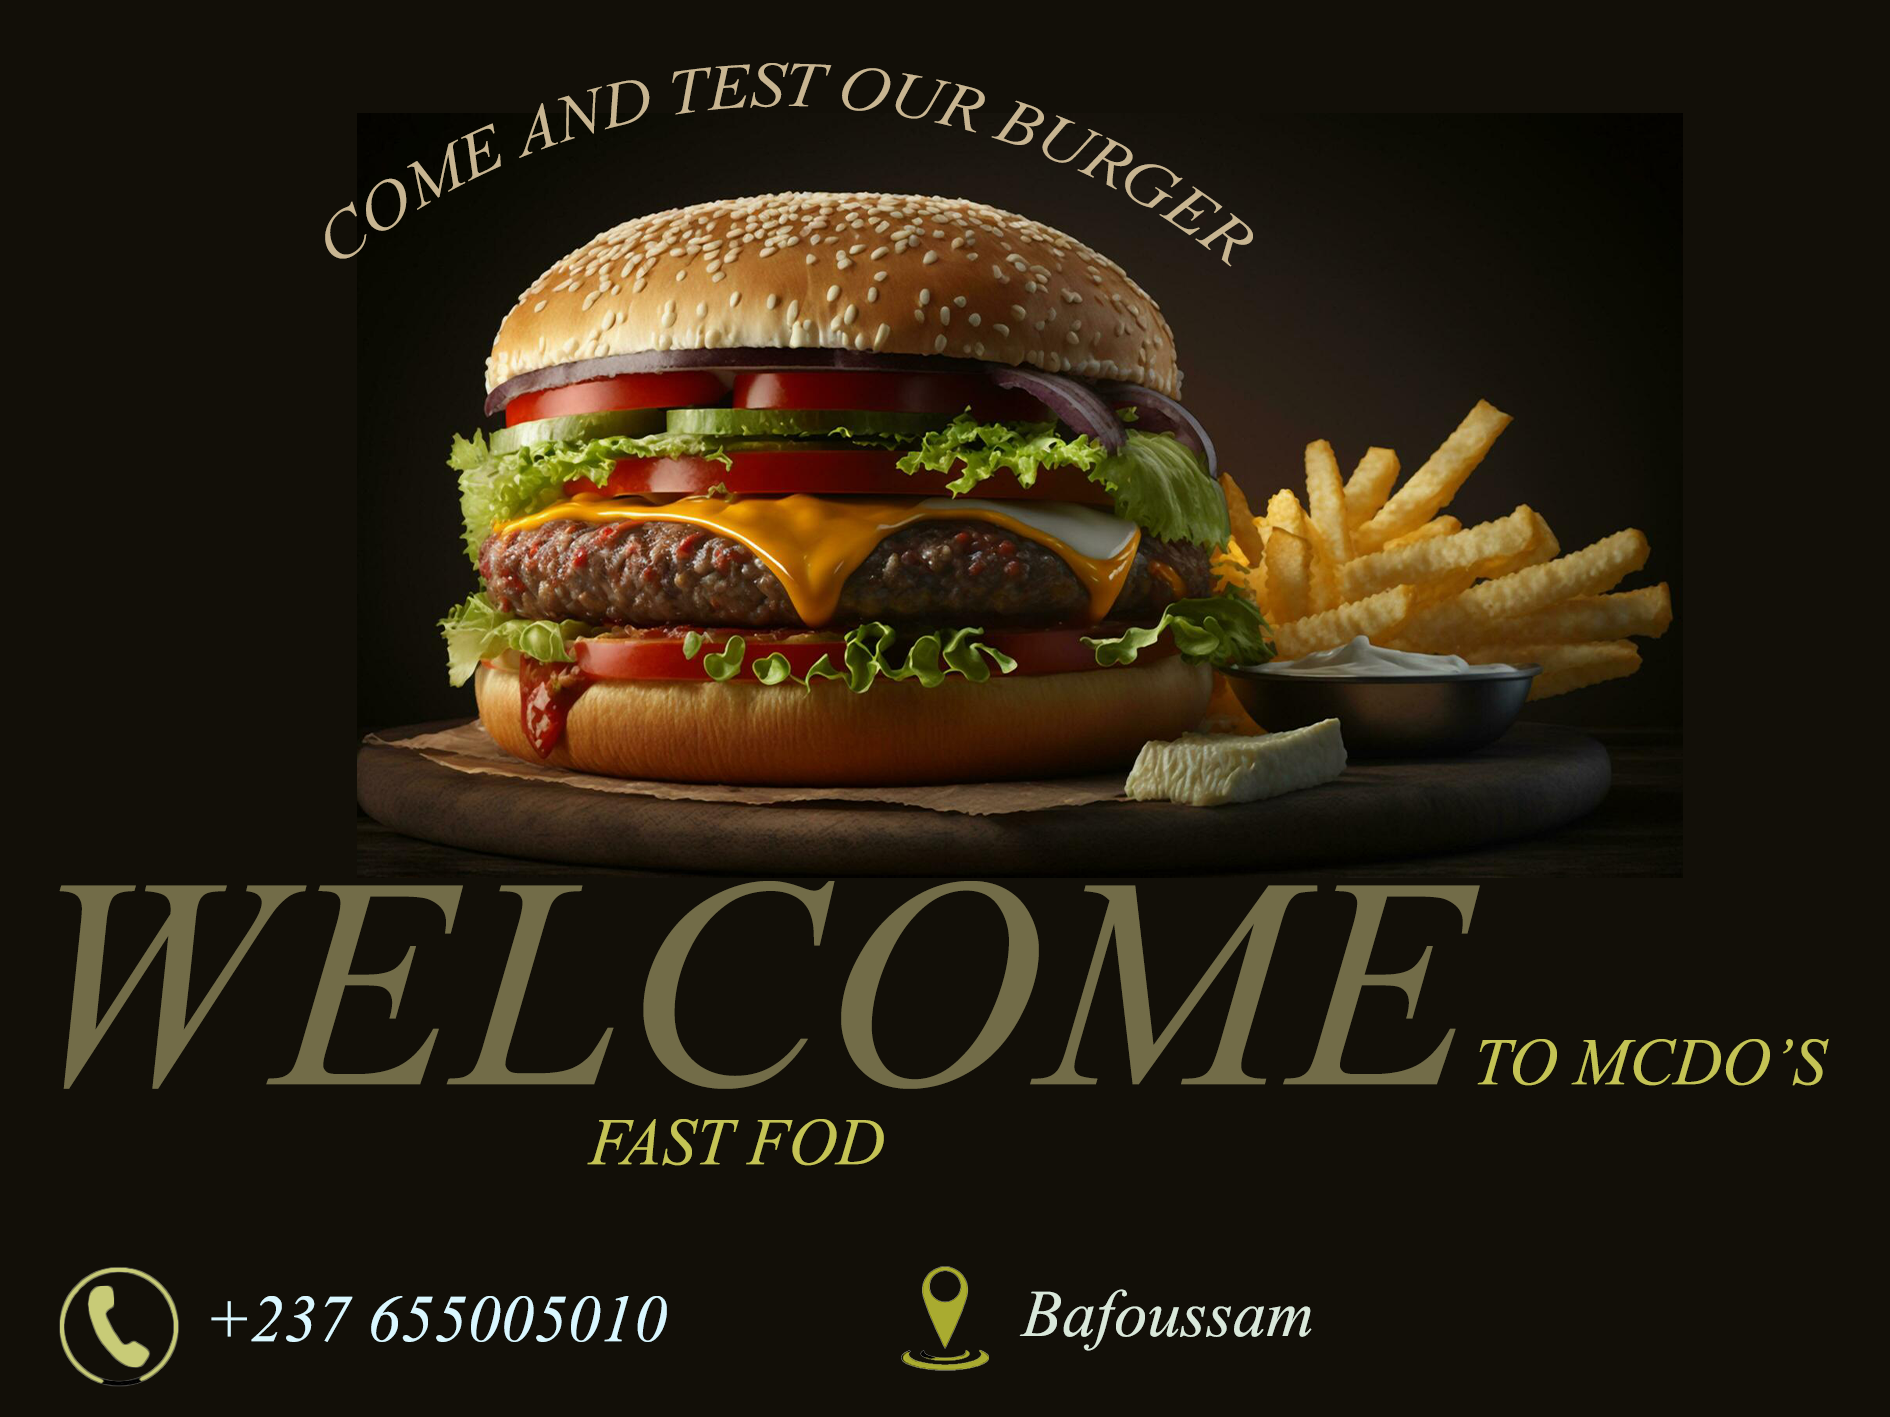 COME AND TEST OUR BURGER
WELCOME TO MCDO’S
FAST FOD
+237 655005010
Bafoussam